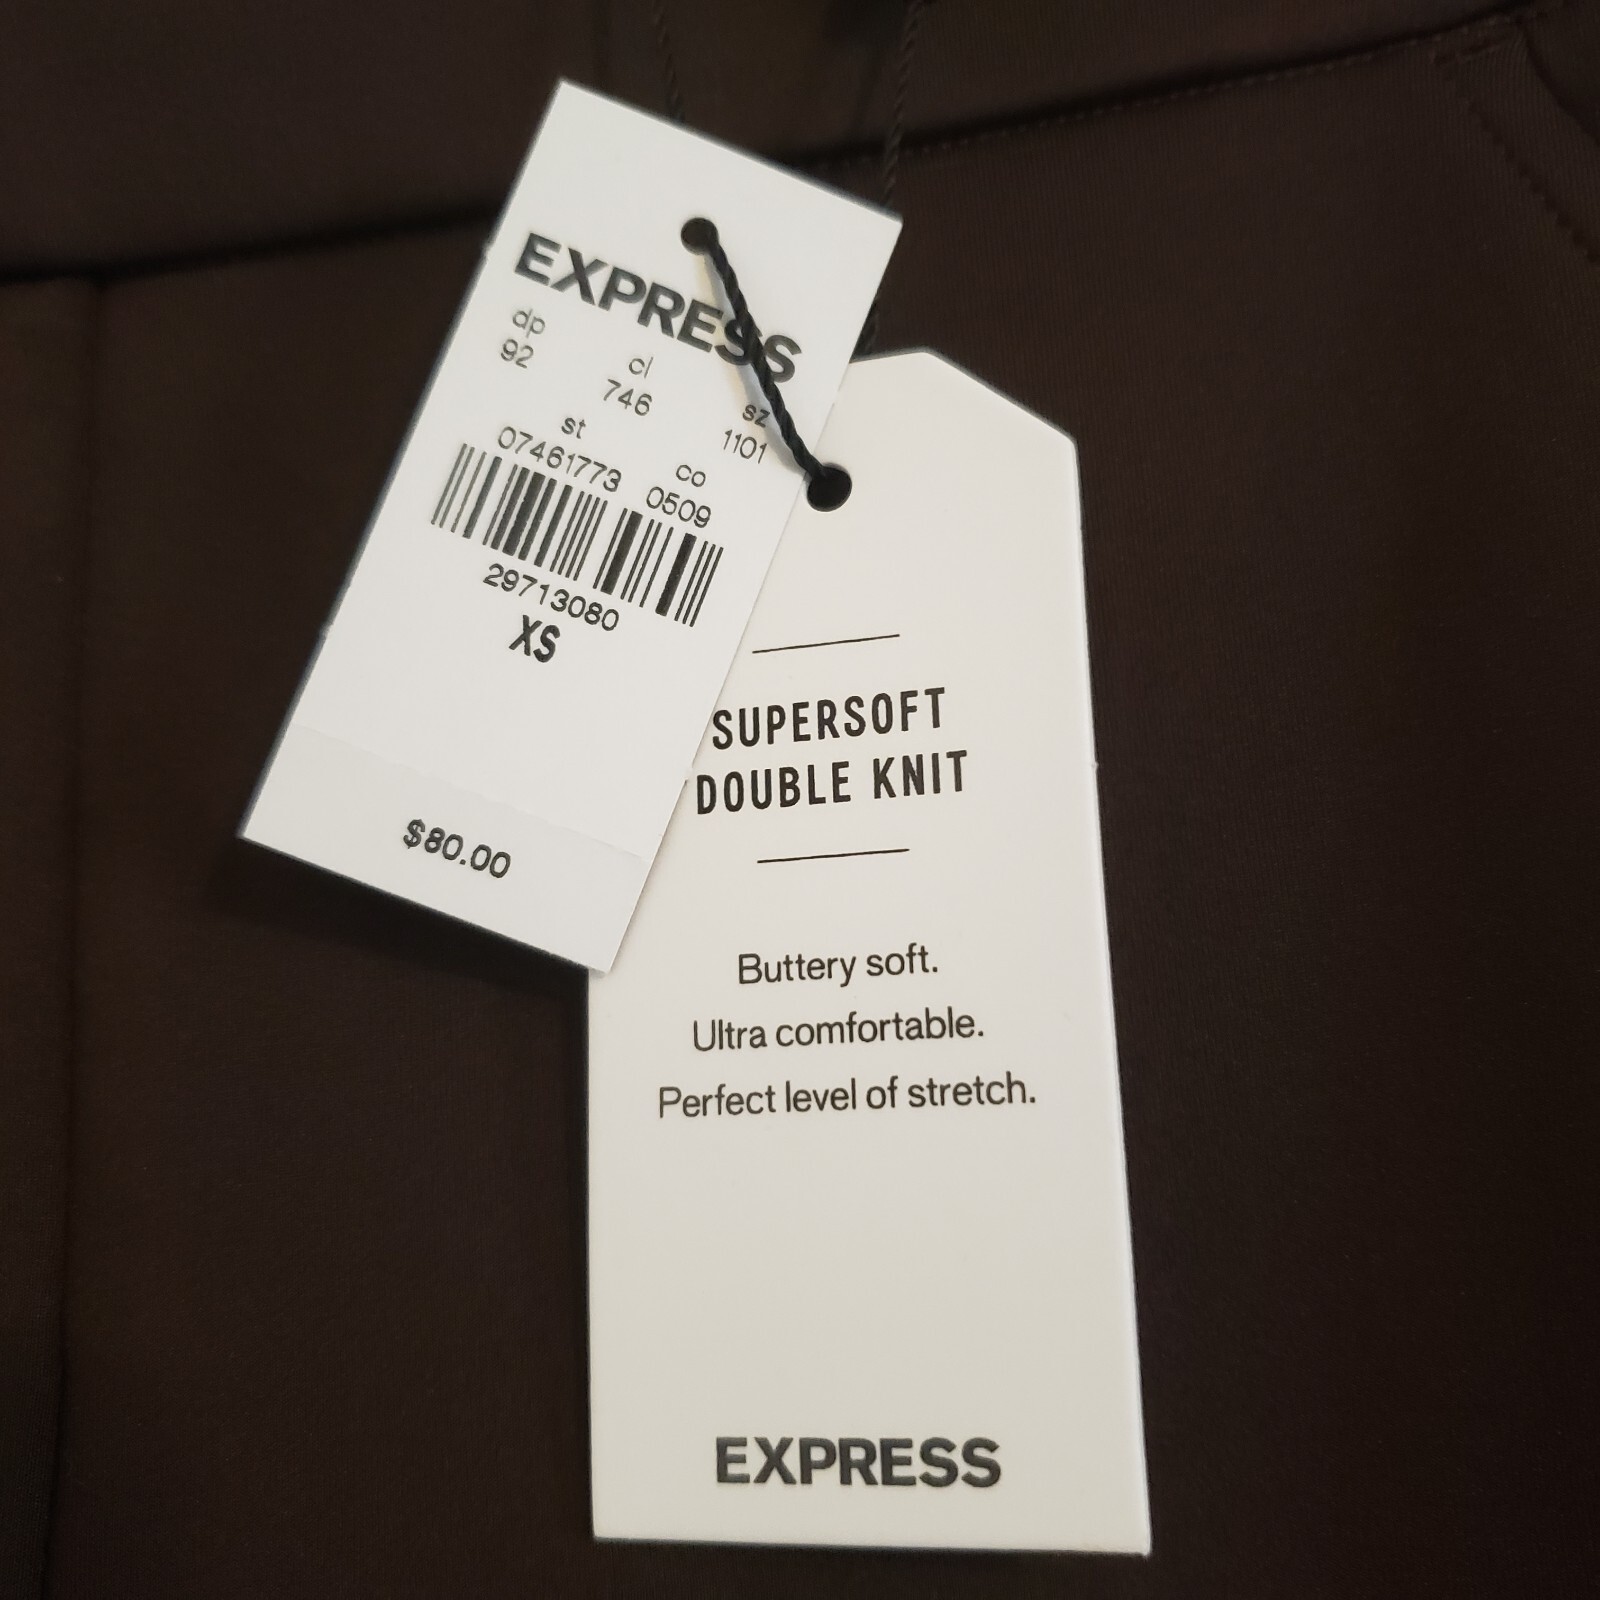 EXPRESS
dp cl sz
92 746 1101
st co
07461773 0509
29713080
XS
$80.00
SUPERSOFT
DOUBLE KNIT
Buttery soft.
Ultra comfortable.
Perfect level of stretch.
EXPRESS